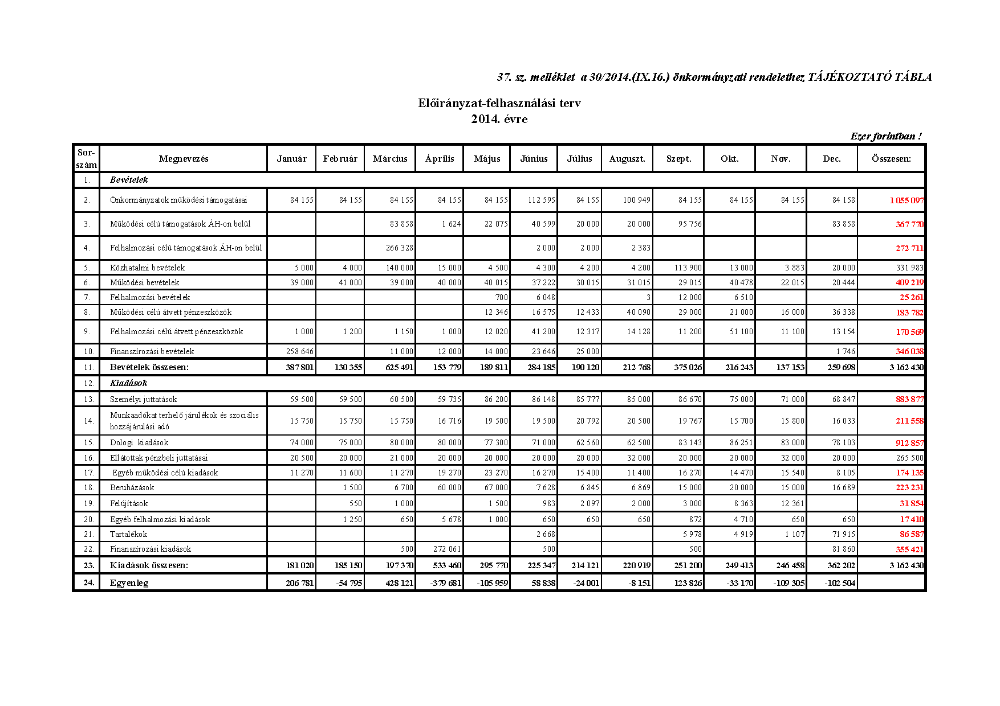 37. sz. melléklet a 30/2014.(IX.16.) önkormányzati rendelethez TÁJÉKOZTATÓ TÁBLA
Előirányzat-felhasználási terv
2014. évre
Ezer forintban !
Sor-szám Megnevezés Január Február Március Április Május Június Július Auguszt. Szept. Okt. Nov. Dec. Összesen:
1. Bevételek
2. Önkormányzatok működési támogatásai 84 155 84 155 84 155 84 155 84 155 112 595 84 155 100 949 84 155 84 155 84 155 84 158 1 055 097
3. Működési célú támogatások ÁH-on belül 83 858 1 624 22 075 40 599 20 000 20 000 95 756 83 858 367 770
4. Felhalmozási célú támogatások ÁH-on belül 266 328 2 000 2 000 2 383 272 711
5. Közhatalmi bevételek 5 000 4 000 140 000 15 000 4 500 4 300 4 200 4 200 113 900 13 000 3 883 20 000 331 983
6. Működési bevételek 39 000 41 000 39 000 40 000 40 015 37 222 30 015 31 015 29 015 40 478 22 015 20 444 409 219
7. Felhalmozási bevételek 700 6 048 3 12 000 6 510 25 261
8. Működési célú átvett pénzeszközök 12 346 16 575 12 433 40 090 29 000 21 000 16 000 36 338 183 782
9. Felhalmozási célú átvett pénzeszközök 1 000 1 200 1 150 1 000 12 020 41 200 12 317 14 128 11 200 51 100 11 100 13 154 170 569
10. Finanszírozási bevételek 258 646 11 000 12 000 14 000 23 646 25 000 1 746 346 038
11. Bevételek összesen: 387 801 130 355 625 491 153 779 189 811 284 185 190 120 212 768 375 026 216 243 137 153 259 698 3 162 430
12. Kiadások
13. Személyi juttatások 59 500 59 500 60 500 59 735 86 200 86 148 85 777 85 000 86 670 75 000 71 000 68 847 883 877
14. Munkaadókat terhelő járulékok és szociális hozzájárulási adó 15 750 15 750 15 750 16 716 19 500 19 500 20 792 20 500 19 767 15 700 15 800 16 033 211 558
15. Dologi kiadások 74 000 75 000 80 000 80 000 77 300 71 000 62 560 62 500 83 143 86 251 83 000 78 103 912 857
16. Ellátottak pénzbeli juttatásai 20 500 20 000 21 000 20 000 20 000 20 000 20 000 32 000 20 000 20 000 32 000 20 000 265 500
17. Egyéb működési célú kiadások 11 270 11 600 11 270 19 270 23 270 16 270 15 400 11 400 16 270 14 470 15 540 8 105 174 135
18. Beruházások 1 500 6 700 60 000 67 000 7 628 6 845 6 869 15 000 20 000 15 000 16 689 223 231
19. Felújítások 550 1 000 1 500 983 2 097 2 000 3 000 8 363 12 361 31 854
20. Egyéb felhalmozási kiadások 1 250 650 5 678 1 000 650 650 650 872 4 710 650 650 17 410
21. Tartalékok 2 668 5 978 4 919 1 107 71 915 86 587
22. Finanszírozási kiadások 500 272 061 500 500 81 860 355 421
23. Kiadások összesen: 181 020 185 150 197 370 533 460 295 770 225 347 214 121 220 919 251 200 249 413 246 458 362 202 3 162 430
24. Egyenleg 206 781 -54 795 428 121 -379 681 -105 959 58 838 -24 001 -8 151 123 826 -33 170 -109 305 -102 504